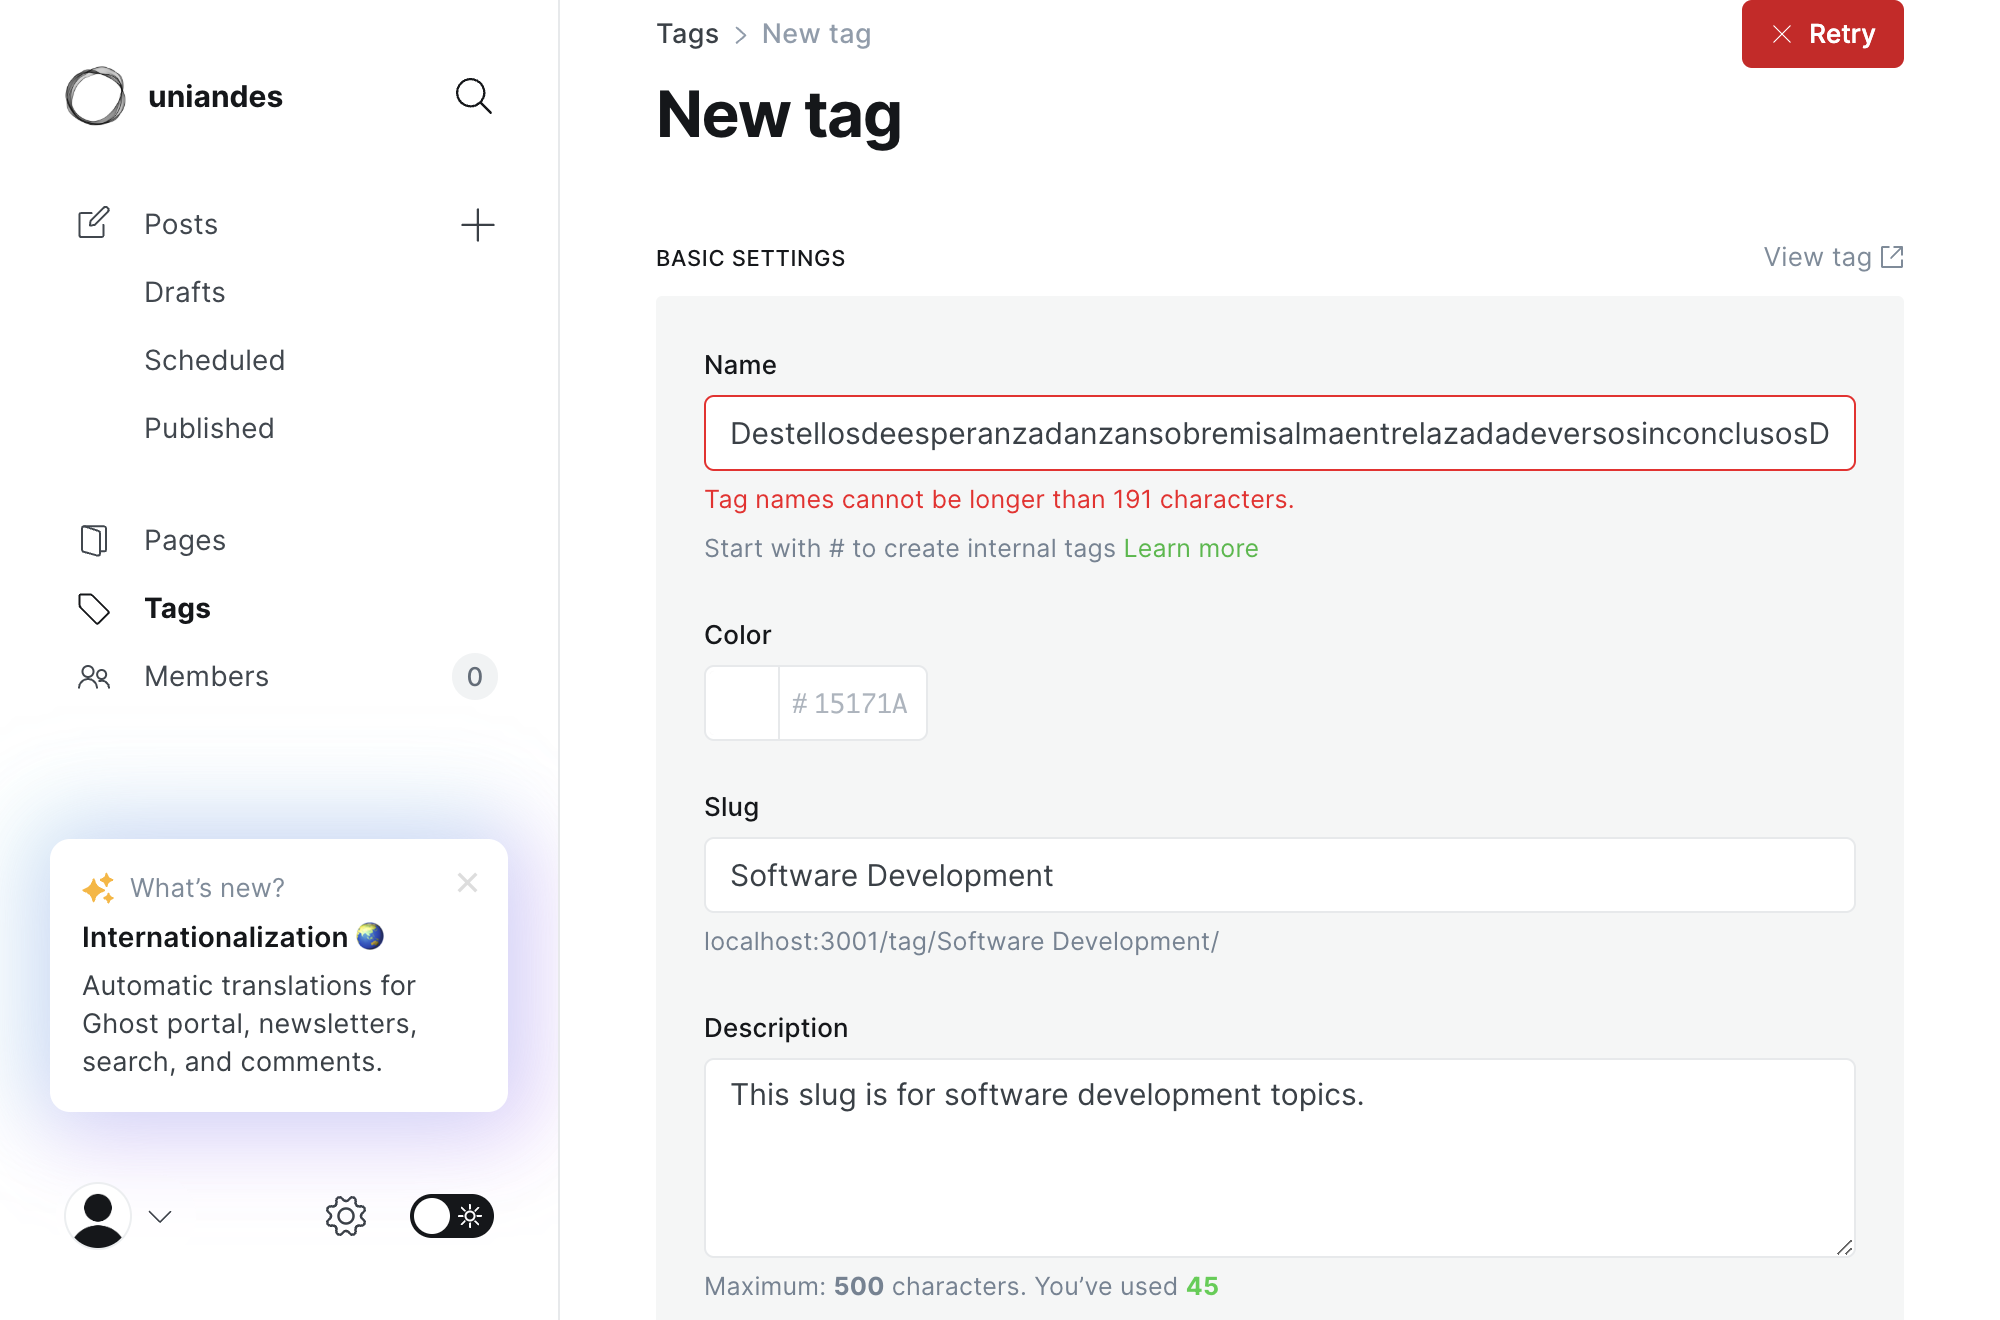 uniandes
Posts
Drafts
Scheduled
Published
Pages
Tags
Members
0
What's new?
Internationalization 🌏
Automatic translations for
Ghost portal, newsletters,
search, and comments.
Tags > New tag
Retry
New tag
BASIC SETTINGS
View tag
Name
DestellosdeesperanzadanzansobremisalmaentrelazadadeversosinconclusosD
Tag names cannot be longer than 191 characters.
Start with # to create internal tags Learn more
Color
# 15171A
Slug
Software Development
localhost:3001/tag/Software Development/
Description
This slug is for software development topics.
Maximum: 500 characters. You’ve used 45